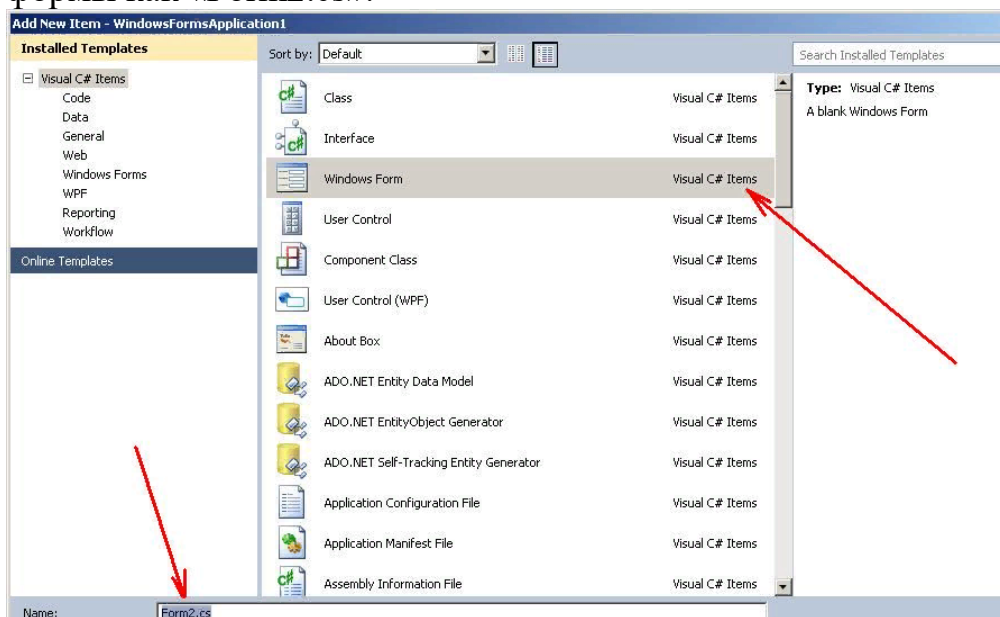 формы как «Form2.cs».
Add New Item - WindowsFormsApplication1
Installed Templates
Visual C# Items
Code
Data
General
Web
Windows Forms
WPF
Reporting
Workflow
Online Templates
Sort by: Default
Search Installed Templates
Class Visual C# Items
Interface Visual C# Items
Windows Form Visual C# Items
User Control Visual C# Items
Component Class Visual C# Items
User Control (WPF) Visual C# Items
About Box Visual C# Items
ADO.NET Entity Data Model Visual C# Items
ADO.NET EntityObject Generator Visual C# Items
ADO.NET Self-Tracking Entity Generator Visual C# Items
Application Configuration File Visual C# Items
Application Manifest File Visual C# Items
Assembly Information File Visual C# Items
Type: Visual C# Items
A blank Windows Form
Name: Form2.cs